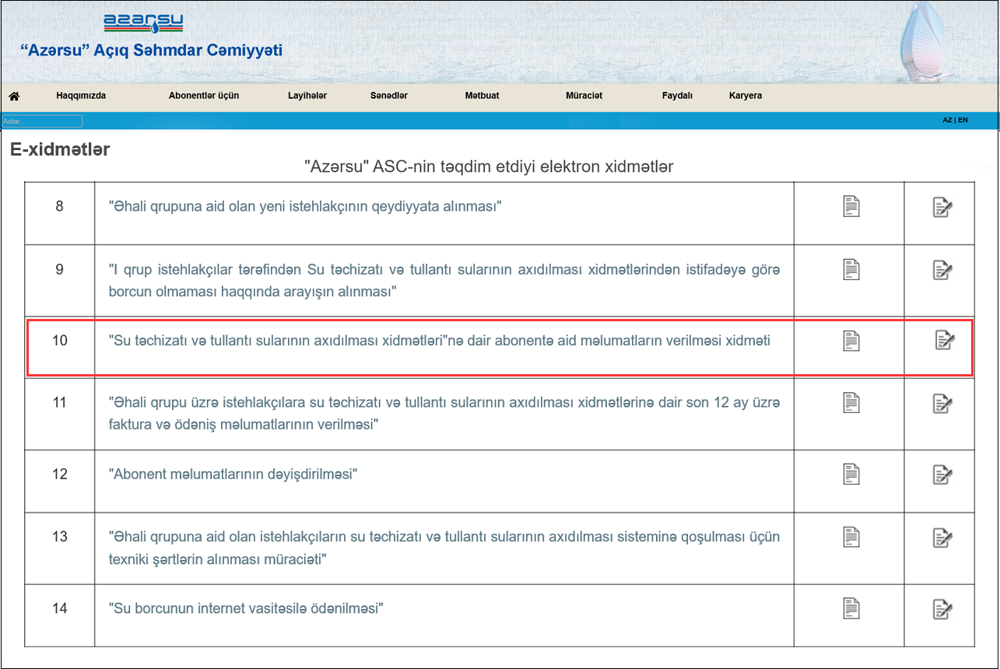 azərsu
“Azərsu” Açıq Səhmdar Cəmiyyəti
Haqqımızda Abonentlər üçün Layihələr Sənədlər Mətbuat Müraciət Faydalı Karyera
Axtar...
AZ | EN
E-xidmətlər
"Azərsu" ASC-nin təqdim etdiyi elektron xidmətlər
8 "Əhali qrupuna aid olan yeni istehlakçının qeydiyyata alınması"
9 "I qrup istehlakçılar tərəfindən Su təchizatı və tullantı sularının axıdılması xidmətlərindən istifadəyə görə
borcun olmaması haqqında arayışın alınması"
10 "Su təchizatı və tullantı sularının axıdılması xidmətləri"nə dair abonentə aid məlumatların verilməsi xidməti
11 "Əhali qrupu üzrə istehlakçılara su təchizatı və tullantı sularının axıdılması xidmətlərinə dair son 12 ay üzrə
faktura və ödəniş məlumatlarının verilməsi"
12 "Abonent məlumatlarının dəyişdirilməsi"
13 "Əhali qrupuna aid olan istehlakçıların su təchizatı və tullantı sularının axıdılması sisteminə qoşulması üçün
texniki şərtlərin alınması müraciəti"
14 "Su borcunun internet vasitəsilə ödənilməsi"